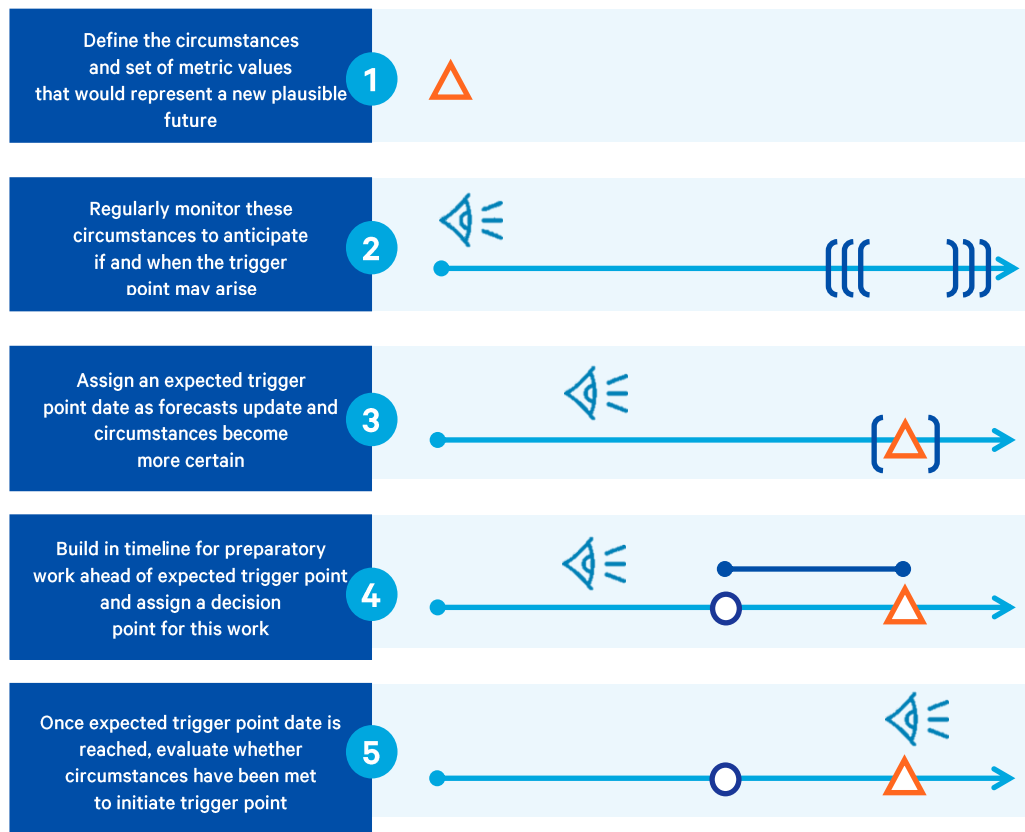 Define the circumstances
and set of metric values
that would represent a new plausible
future
1
Regularly monitor these
circumstances to anticipate
if and when the trigger
point may arise
2
Assign an expected trigger
point date as forecasts update and
circumstances become
more certain
3
Build in timeline for preparatory
work ahead of expected trigger point
and assign a decision
point for this work
4
Once expected trigger point date is
reached, evaluate whether
circumstances have been met
to initiate trigger point
5